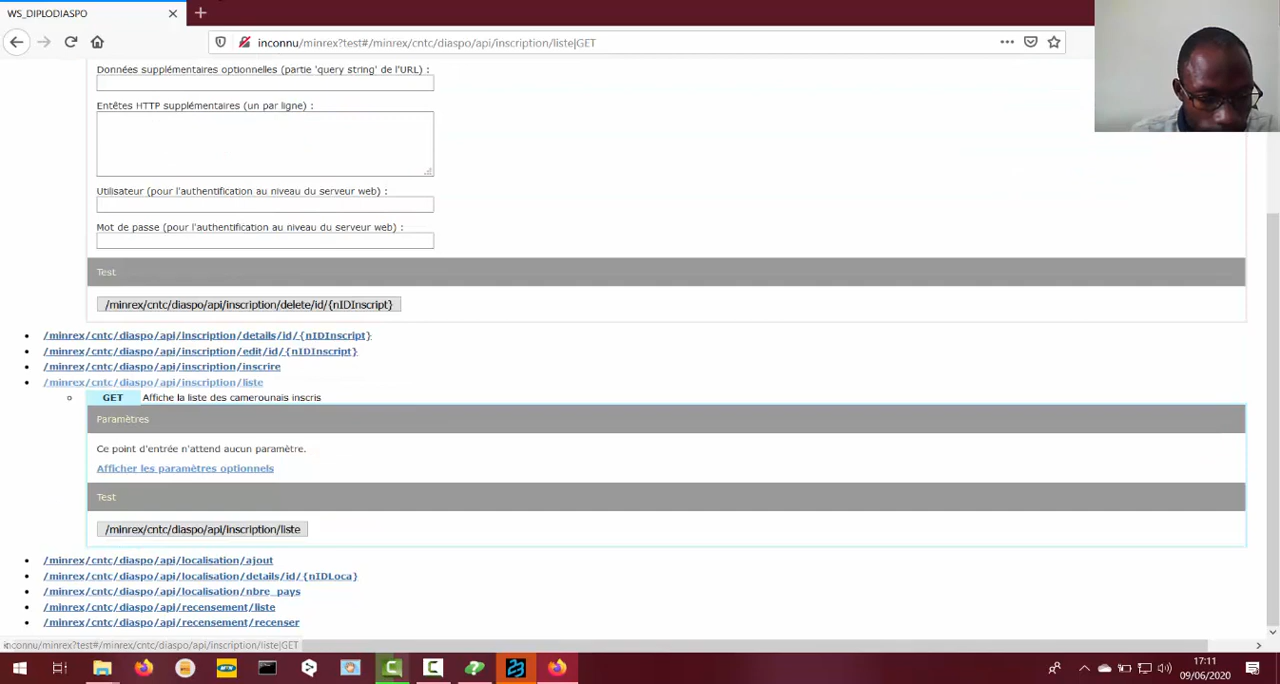 WS_DIPLODIASPO
inconnu/minrex?test#/minrex/cntc/diaspo/api/inscription/liste|GET
Données supplémentaires optionnelles (partie 'query string' de l'URL) :
Entêtes HTTP supplémentaires (un par ligne) :
Utilisateur (pour l'authentification au niveau du serveur web) :
Mot de passe (pour l'authentification au niveau du serveur web) :
Test
/minrex/cntc/diaspo/api/inscription/delete/id/{nIDInscript}
/minrex/cntc/diaspo/api/inscription/details/id/{nIDInscript}
/minrex/cntc/diaspo/api/inscription/edit/id/{nIDInscript}
/minrex/cntc/diaspo/api/inscription/inscrire
/minrex/cntc/diaspo/api/inscription/liste
GET Affiche la liste des camerounais inscris
Paramètres
Ce point d'entrée n'attend aucun paramètre.
Afficher les paramètres optionnels
Test
/minrex/cntc/diaspo/api/inscription/liste
/minrex/cntc/diaspo/api/localisation/ajout
/minrex/cntc/diaspo/api/localisation/details/id/{nIDLoca}
/minrex/cntc/diaspo/api/localisation/nbre_pays
/minrex/cntc/diaspo/api/recensement/liste
/minrex/cntc/diaspo/api/recensement/recenser
inconnu/minrex?test#/minrex/cntc/diaspo/api/inscription/liste|GET
17:11
09/06/2020